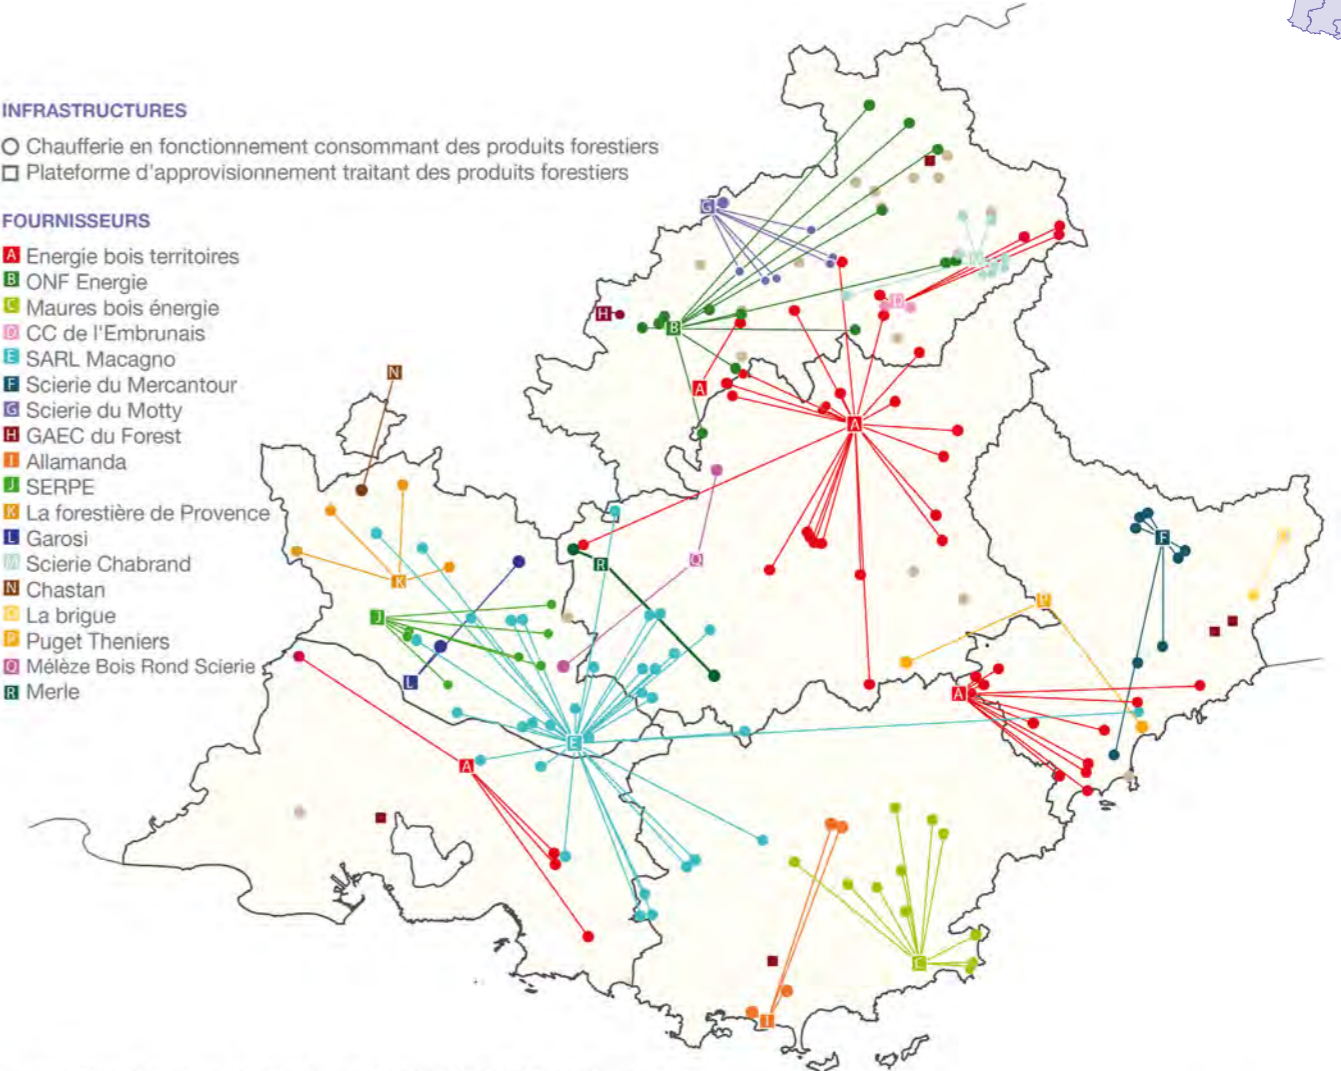 INFRASTRUCTURES
Chaufferie en fonctionnement consommant des produits forestiers
Plateforme d'approvisionnement traitant des produits forestiers
FOURNISSEURS
A Energie bois territoires
B ONF Energie
C Maures bois énergie
D CC de l'Embrunais
E SARL Macagno
F Scierie du Mercantour
G Scierie du Motty
H GAEC du Forest
I Allamanda
J SERPE
K La forestière de Provence
L Garosi
M Scierie Chabrand
N Chastan
O La brigue
P Puget Theniers
Q Mélèze Bois Rond Scierie
R Merle
G
M
D
H
B
N
A
A
Q
F
R
K
P
J
L
A
E
A
C
I